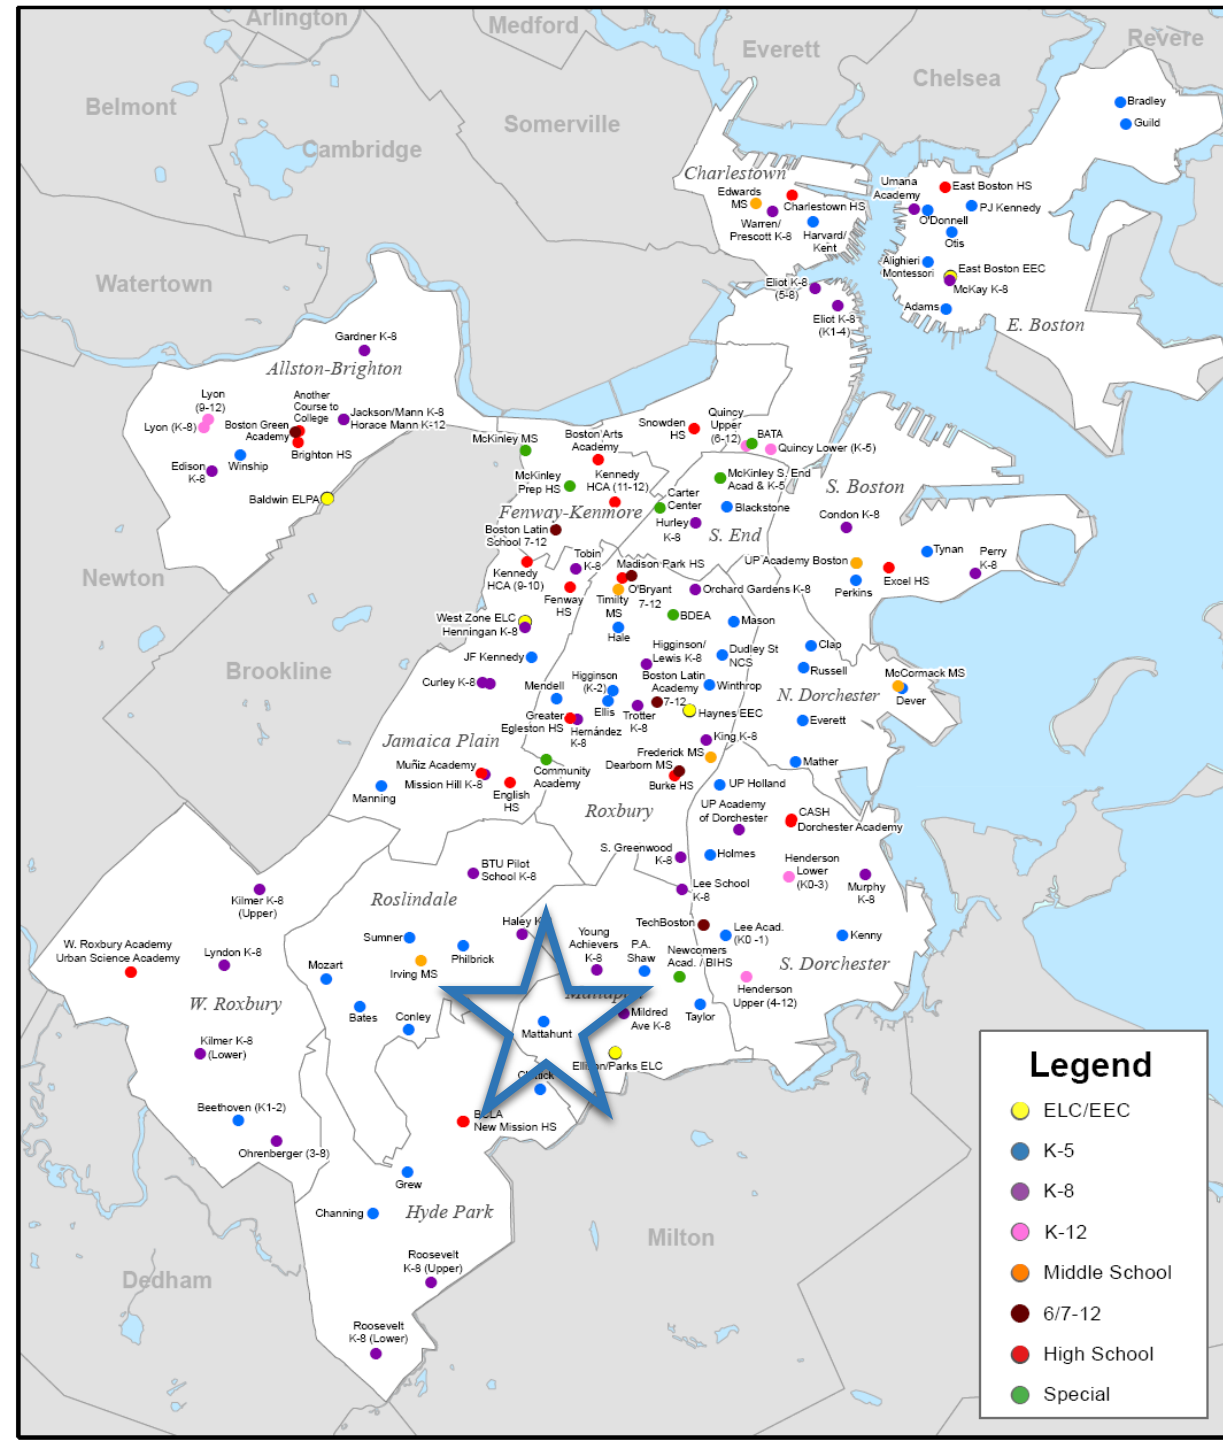 Arlington
Medford
Everett
Revere
Chelsea
Belmont
Somerville
Cambridge
Watertown
Newton
Brookline
Dedham
Milton
Bradley
Guild
Charlestown
Edwards
MS
Charlestown HS
Warren/
Prescott K-8
Harvard/
Kent
Umana
Academy
East Boston HS
PJ Kennedy
O'Donnell
Otis
Alighieri
Montessori
East Boston EEC
McKay K-8
Adams
E. Boston
Eliot K-8
(5-8)
Eliot K-8
(K1-4)
Gardner K-8
Allston-Brighton
Lyon
(9-12)
Lyon (K-8)
Another
Course to
College
Boston Green
Academy
Brighton HS
Jackson/Mann K-8
Horace Mann K-12
Edison
K-8
Winship
Baldwin ELPA
McKinley MS
Boston Arts
Academy
Snowden
HS
Quincy
Upper
(6-12)
BATA
Quincy Lower (K-5)
McKinley
Prep HS
Kennedy
HCA (11-12)
McKinley S. End
Acad & K-5
Carter
Center
Blackstone
Fenway-Kenmore
Hurley
K-8
S. End
S. Boston
Condon K-8
Boston Latin
School 7-12
Tynan
Perry
K-8
UP Academy Boston
Excel HS
Perkins
Kennedy
HCA (9-10)
Tobin
K-8
Fenway
HS
Madison Park HS
O'Bryant
7-12
Timilty
MS
Orchard Gardens K-8
BDEA
Mason
Hale
West Zone ELC
Henningan K-8
JF Kennedy
Curley K-8
Higginson/
Lewis K-8
Dudley St
NCS
Clap
Russell
McCormack MS
Dever
N. Dorchester
Everett
Mather
Mendell
Higginson
(K-2)
Ellis
Boston Latin
Academy
7-12
Winthrop
Trotter
K-8
Haynes EEC
Greater
Egleston HS
Hernández
K-8
King K-8
Jamaica Plain
Frederick MS
Dearborn MS
Burke HS
Muñiz Academy
Mission Hill K-8
English
HS
Community
Academy
Manning
Roxbury
UP Holland
UP Academy
of Dorchester
CASH
Dorchester Academy
S. Greenwood
K-8
Holmes
Henderson
Lower
(K0-3)
Murphy
K-8
Lee School
K-8
BTU Pilot
School K-8
Roslindale
Kilmer K-8
(Upper)
W. Roxbury Academy
Urban Science Academy
Lyndon K-8
Sumner
Irving MS
Philbrick
Haley
Young
Achievers
K-8
P.A.
Shaw
TechBoston
Lee Acad.
(K0 -1)
Kenny
Newcomers
Acad. / BIHS
S. Dorchester
Henderson
Upper (4-12)
Taylor
Mozart
W. Roxbury
Bates
Conley
Mattahunt
Mildred
Ave K-8
Ellison/Parks ELC
Kilmer K-8
(Lower)
Beethoven (K1-2)
Ohrenberger (3-8)
New Mission HS
Grew
Channing
Hyde Park
Roosevelt
K-8 (Upper)
Roosevelt
K-8 (Lower)
Legend
ELC/EEC
K-5
K-8
K-12
Middle School
6/7-12
High School
Special